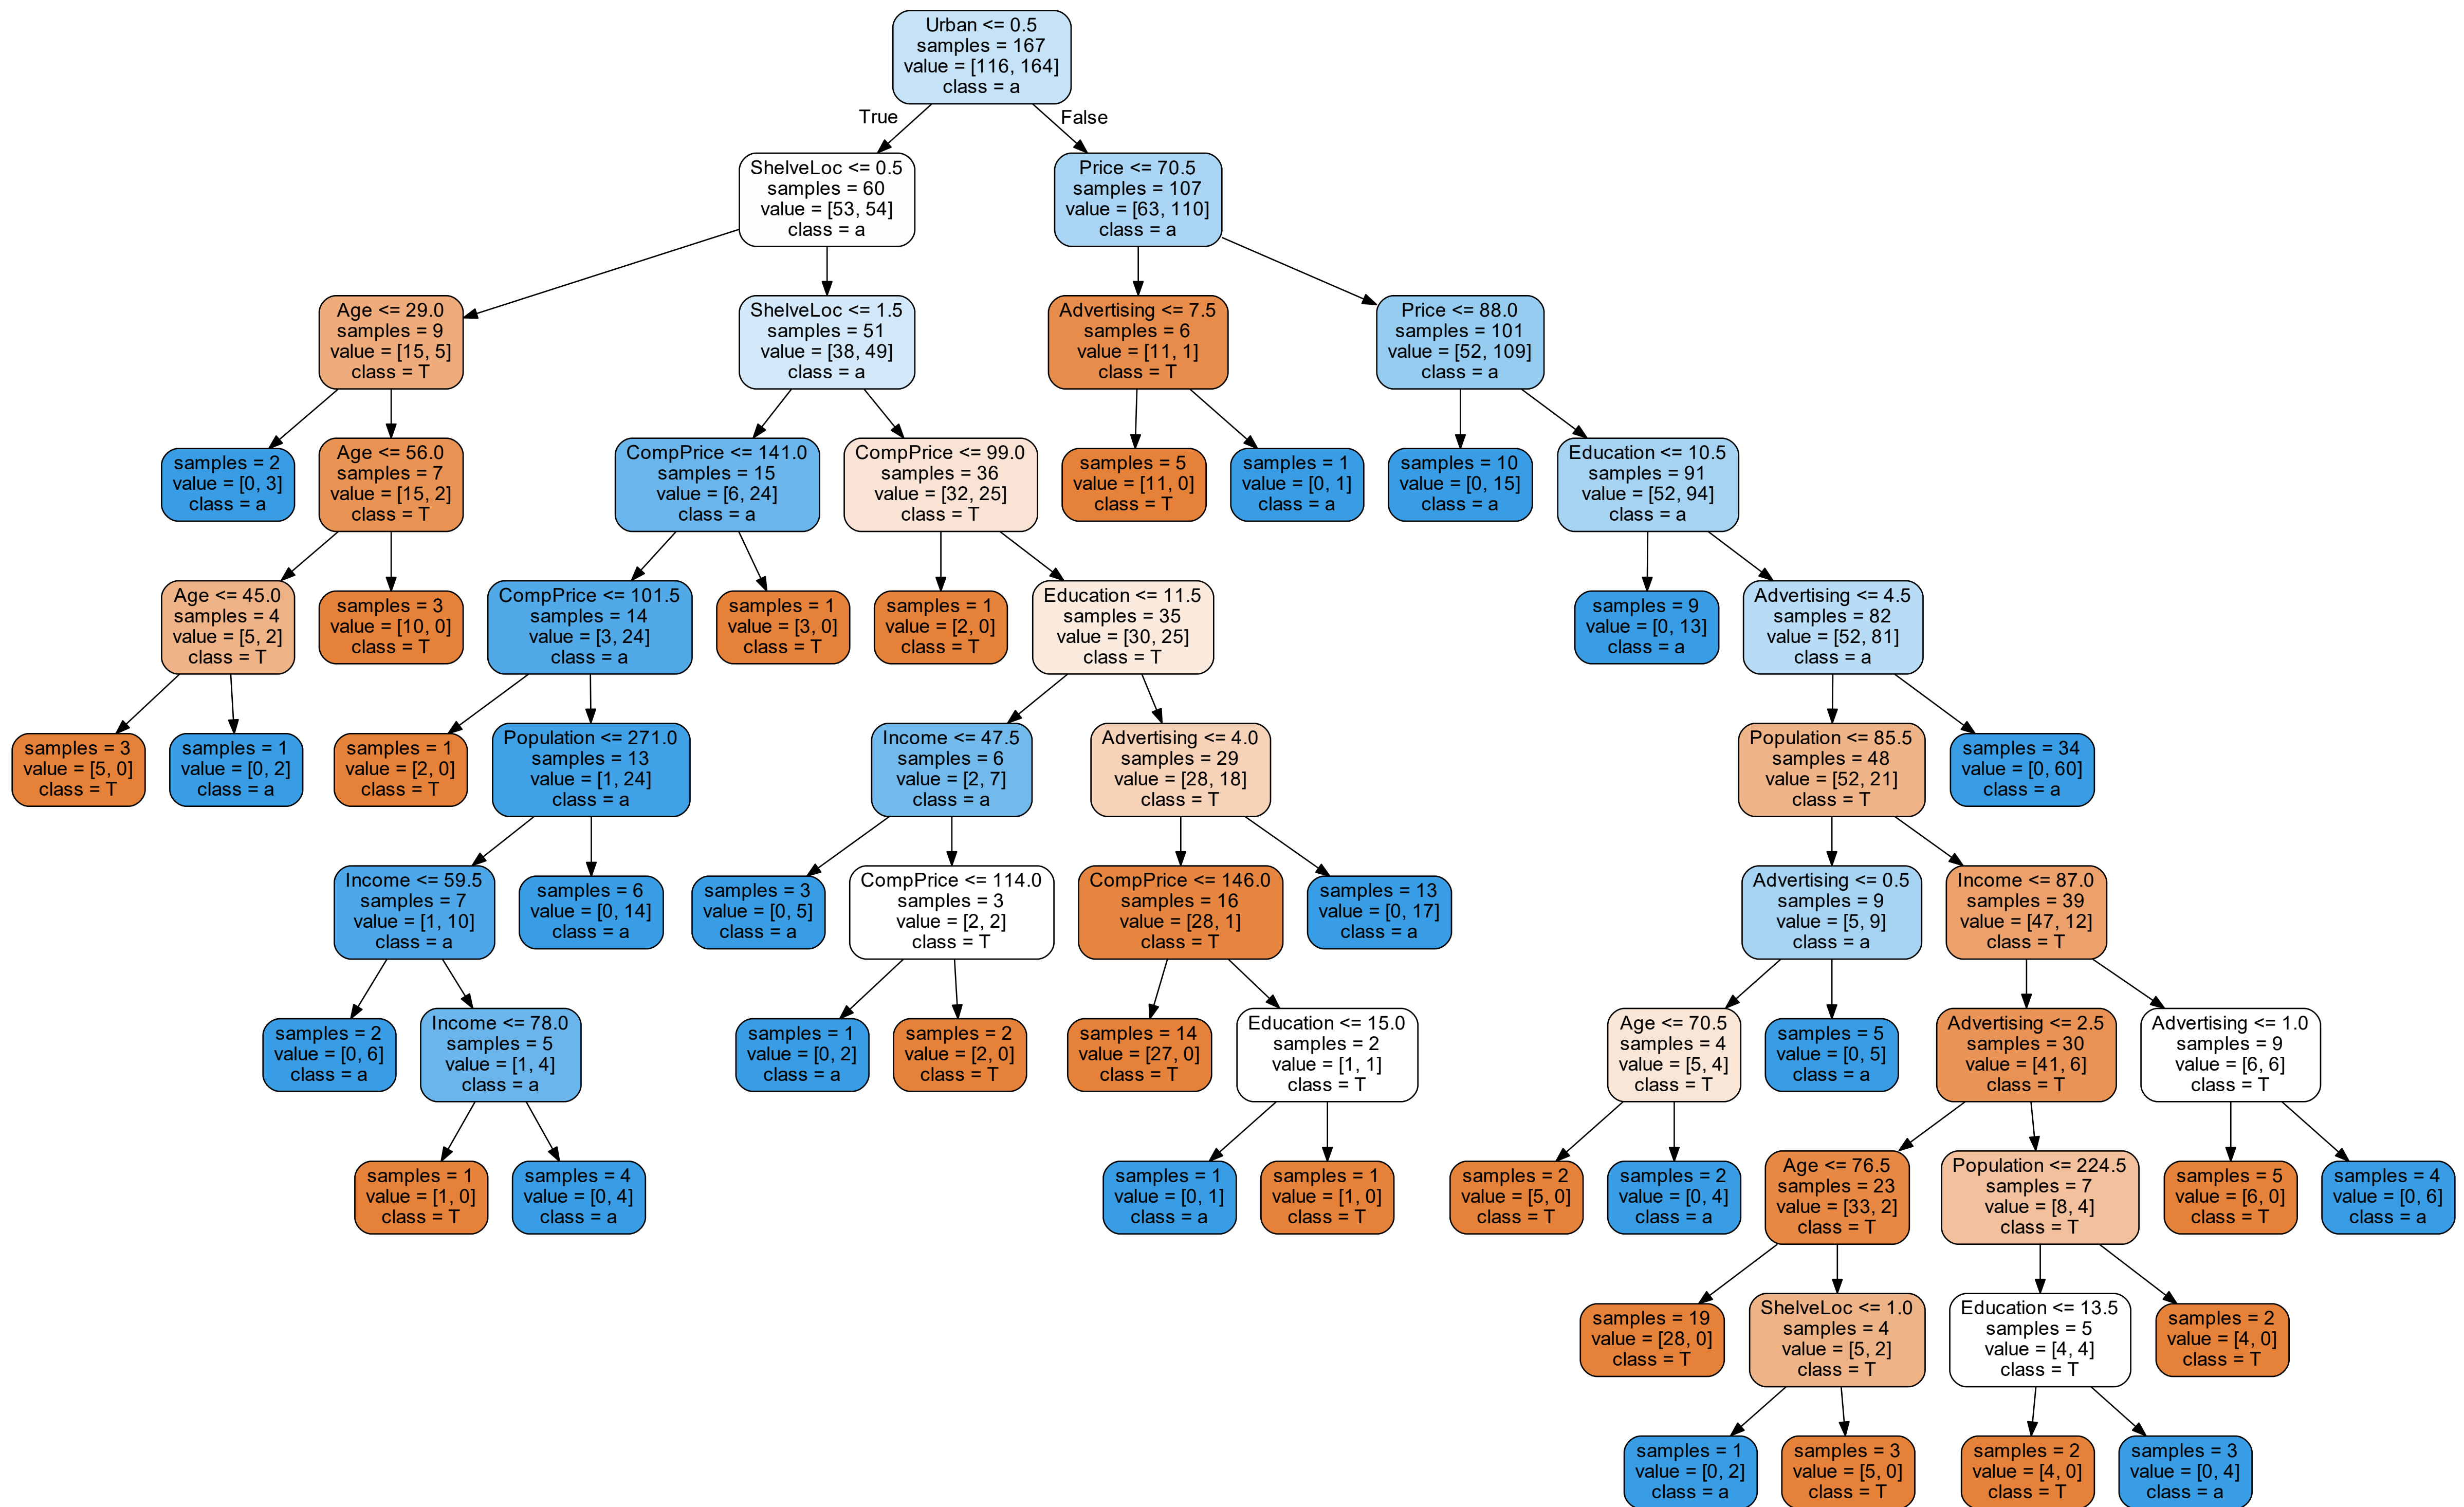 Urban <= 0.5
samples = 167
value = [116, 164]
class = a
True
False
ShelveLoc <= 0.5
samples = 60
value = [53, 54]
class = a
Price <= 70.5
samples = 107
value = [63, 110]
class = a
Age <= 29.0
samples = 9
value = [15, 5]
class = T
ShelveLoc <= 1.5
samples = 51
value = [38, 49]
class = a
Advertising <= 7.5
samples = 6
value = [11, 1]
class = T
Price <= 88.0
samples = 101
value = [52, 109]
class = a
samples = 2
value = [0, 3]
class = a
Age <= 56.0
samples = 7
value = [15, 2]
class = T
CompPrice <= 141.0
samples = 15
value = [6, 24]
class = a
CompPrice <= 99.0
samples = 36
value = [32, 25]
class = T
samples = 5
value = [11, 0]
class = T
samples = 1
value = [0, 1]
class = a
samples = 10
value = [0, 15]
class = a
Education <= 10.5
samples = 91
value = [52, 94]
class = a
Age <= 45.0
samples = 4
value = [5, 2]
class = T
samples = 3
value = [10, 0]
class = T
CompPrice <= 101.5
samples = 14
value = [3, 24]
class = a
samples = 1
value = [3, 0]
class = T
samples = 1
value = [2, 0]
class = T
Education <= 11.5
samples = 35
value = [30, 25]
class = T
samples = 9
value = [0, 13]
class = a
Advertising <= 4.5
samples = 82
value = [52, 81]
class = a
samples = 3
value = [5, 0]
class = T
samples = 1
value = [0, 2]
class = a
samples = 1
value = [2, 0]
class = T
Population <= 271.0
samples = 13
value = [1, 24]
class = a
Income <= 47.5
samples = 6
value = [2, 7]
class = a
Advertising <= 4.0
samples = 29
value = [28, 18]
class = T
Population <= 85.5
samples = 48
value = [52, 21]
class = T
samples = 34
value = [0, 60]
class = a
Income <= 59.5
samples = 7
value = [1, 10]
class = a
samples = 6
value = [0, 14]
class = a
samples = 3
value = [0, 5]
class = a
CompPrice <= 114.0
samples = 3
value = [2, 2]
class = T
CompPrice <= 146.0
samples = 16
value = [28, 1]
class = T
samples = 13
value = [0, 17]
class = a
Advertising <= 0.5
samples = 9
value = [5, 9]
class = a
Income <= 87.0
samples = 39
value = [47, 12]
class = T
samples = 2
value = [0, 6]
class = a
Income <= 78.0
samples = 5
value = [1, 4]
class = a
samples = 1
value = [0, 2]
class = a
samples = 2
value = [2, 0]
class = T
samples = 14
value = [27, 0]
class = T
Education <= 15.0
samples = 2
value = [1, 1]
class = T
Age <= 70.5
samples = 4
value = [5, 4]
class = T
samples = 5
value = [0, 5]
class = a
Advertising <= 2.5
samples = 30
value = [41, 6]
class = T
Advertising <= 1.0
samples = 9
value = [6, 6]
class = T
samples = 1
value = [1, 0]
class = T
samples = 4
value = [0, 4]
class = a
samples = 1
value = [0, 1]
class = a
samples = 1
value = [1, 0]
class = T
samples = 2
value = [5, 0]
class = T
samples = 2
value = [0, 4]
class = a
Age <= 76.5
samples = 23
value = [33, 2]
class = T
Population <= 224.5
samples = 7
value = [8, 4]
class = T
samples = 5
value = [6, 0]
class = T
samples = 4
value = [0, 6]
class = a
samples = 19
value = [28, 0]
class = T
ShelveLoc <= 1.0
samples = 4
value = [5, 2]
class = T
Education <= 13.5
samples = 5
value = [4, 4]
class = T
samples = 2
value = [4, 0]
class = T
samples = 1
value = [0, 2]
class = a
samples = 3
value = [5, 0]
class = T
samples = 2
value = [4, 0]
class = T
samples = 3
value = [0, 4]
class = a